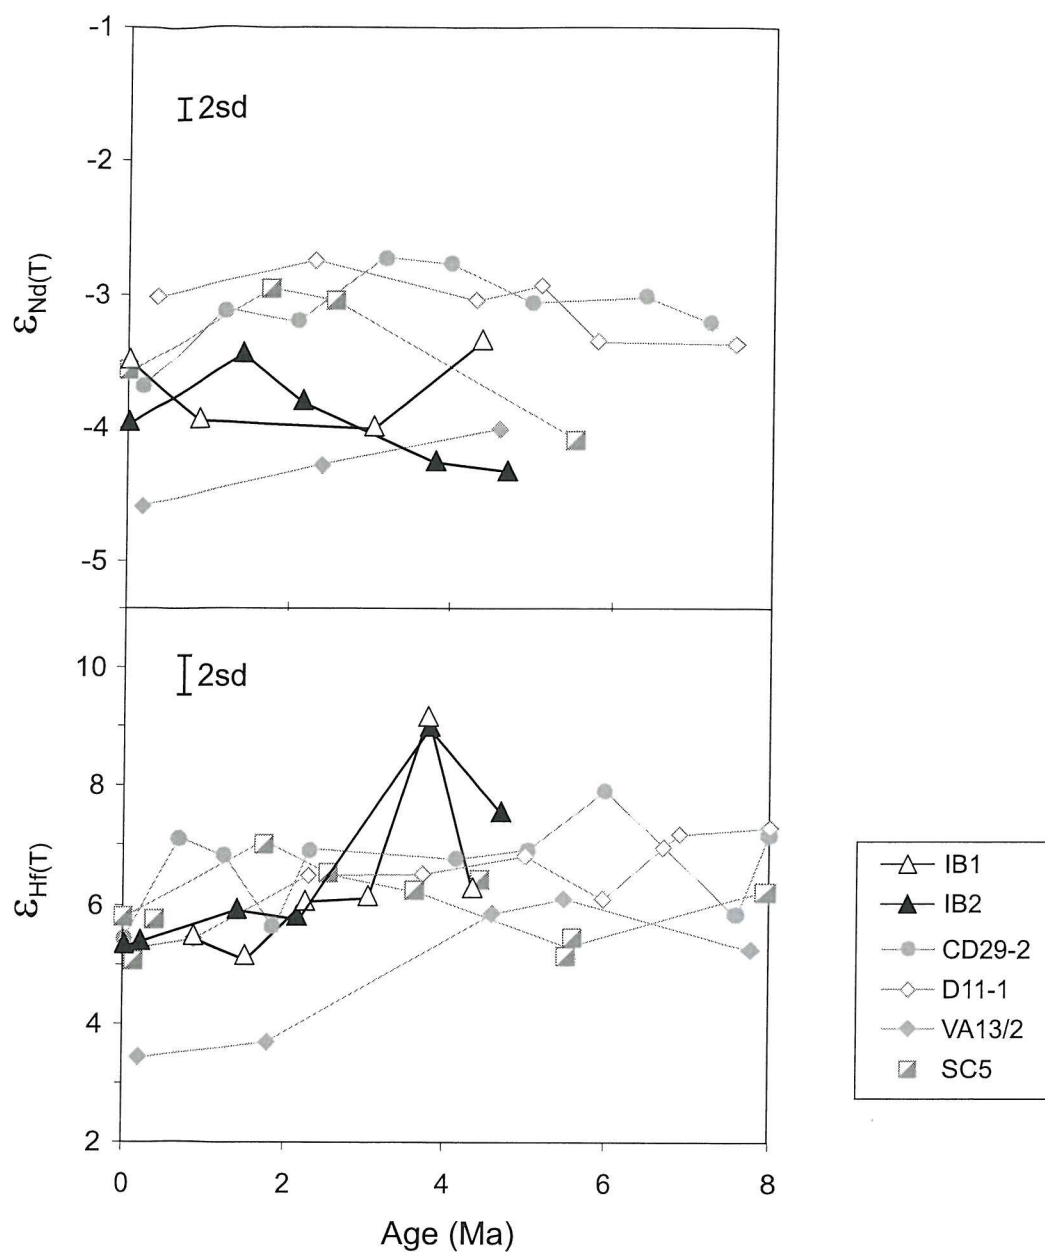 -1
2sd
-2
-3
εNd(T)
-4
-5
10
2sd
8
6
εHf(T)
4
2
0 2 4 6 8
Age (Ma)
IB1
IB2
CD29-2
D11-1
VA13/2
SC5